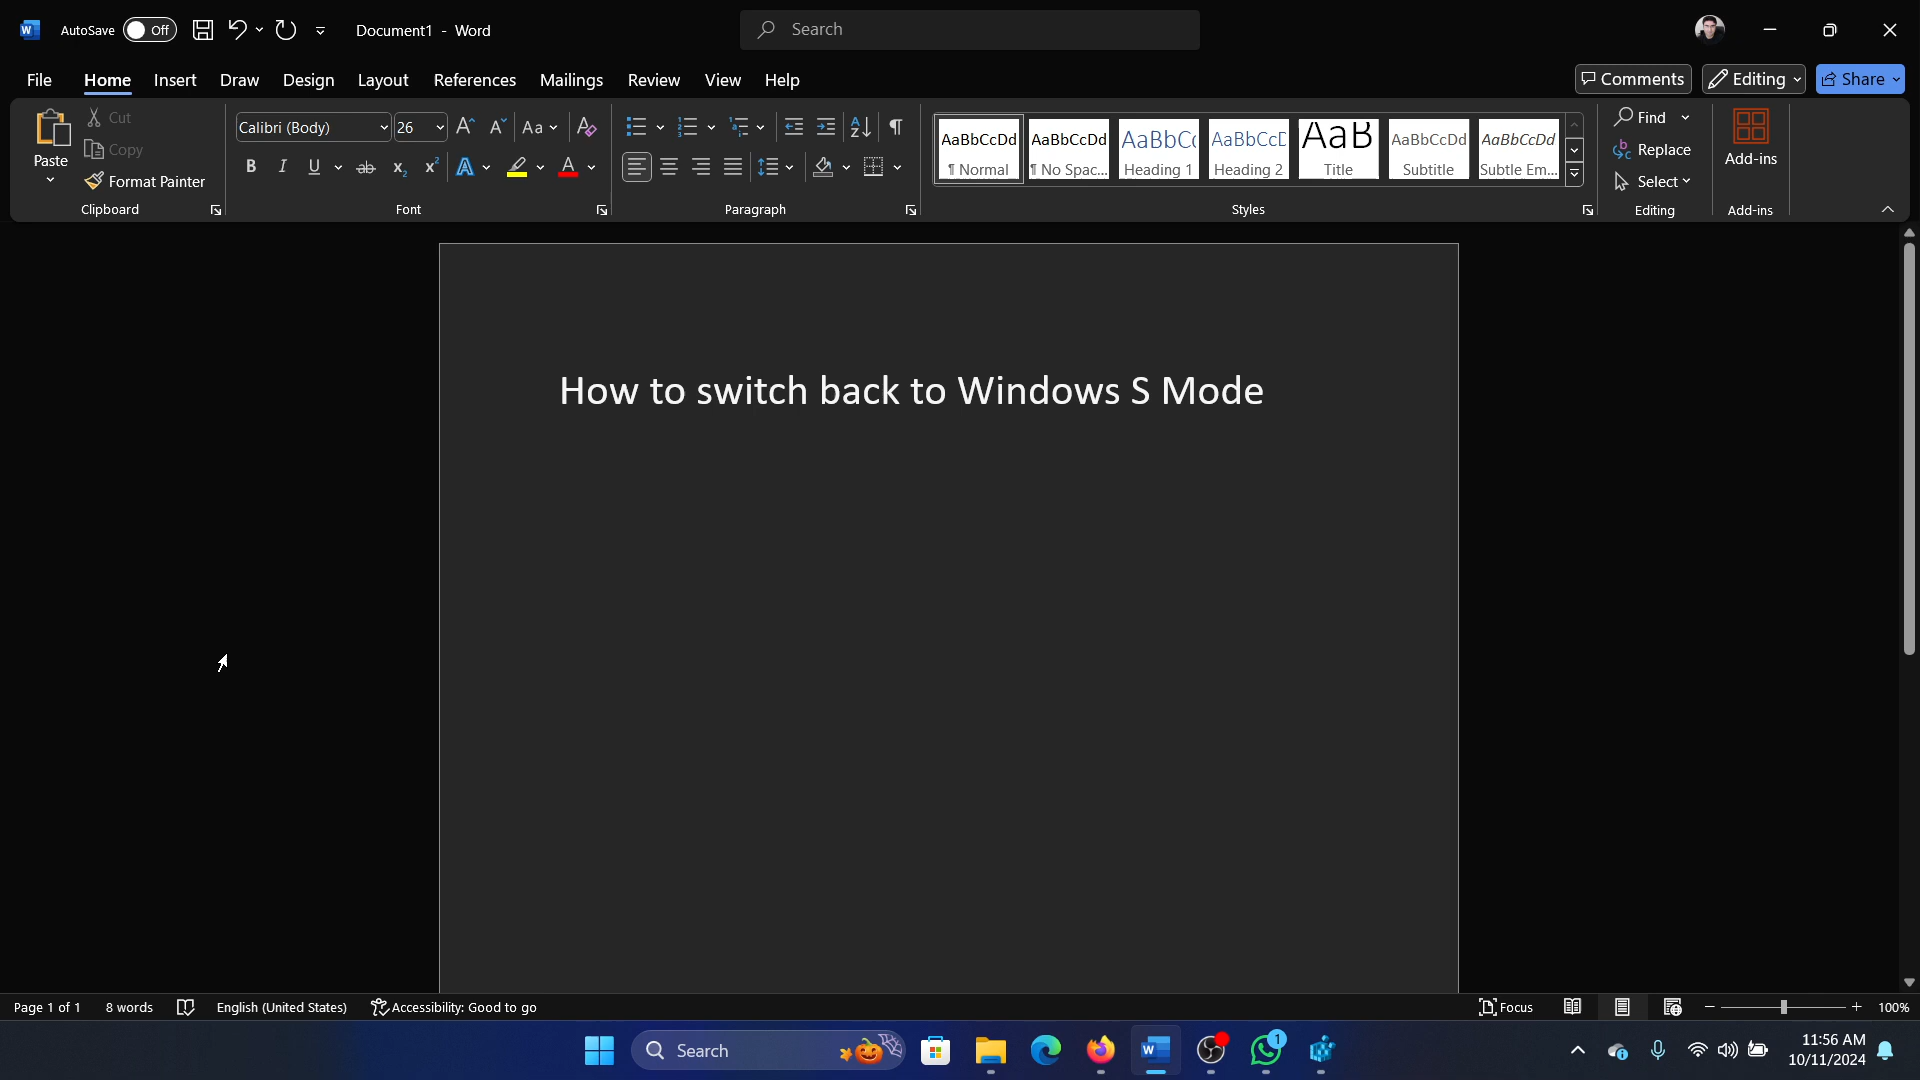 AutoSave Off Document1 - Word Search
File Home Insert Draw Design Layout References Mailings Review View Help Comments Editing Share
Paste Cut Copy Format Painter Clipboard
Calibri (Body) 26 Font
Paragraph
AaBbCcDd ¶ Normal
AaBbCcDd ¶ No Spac...
AaBbCc Heading 1
AaBbCcD Heading 2
AaB Title
AaBbCcDd Subtitle
AaBbCcDd Subtle Em...
Styles
Find
Replace
Select
Editing
Add-ins
Add-ins
How to switch back to Windows S Mode
Page 1 of 1 8 words English (United States) Accessibility: Good to go Focus 100%
Search 1 11:56 AM
10/11/2024